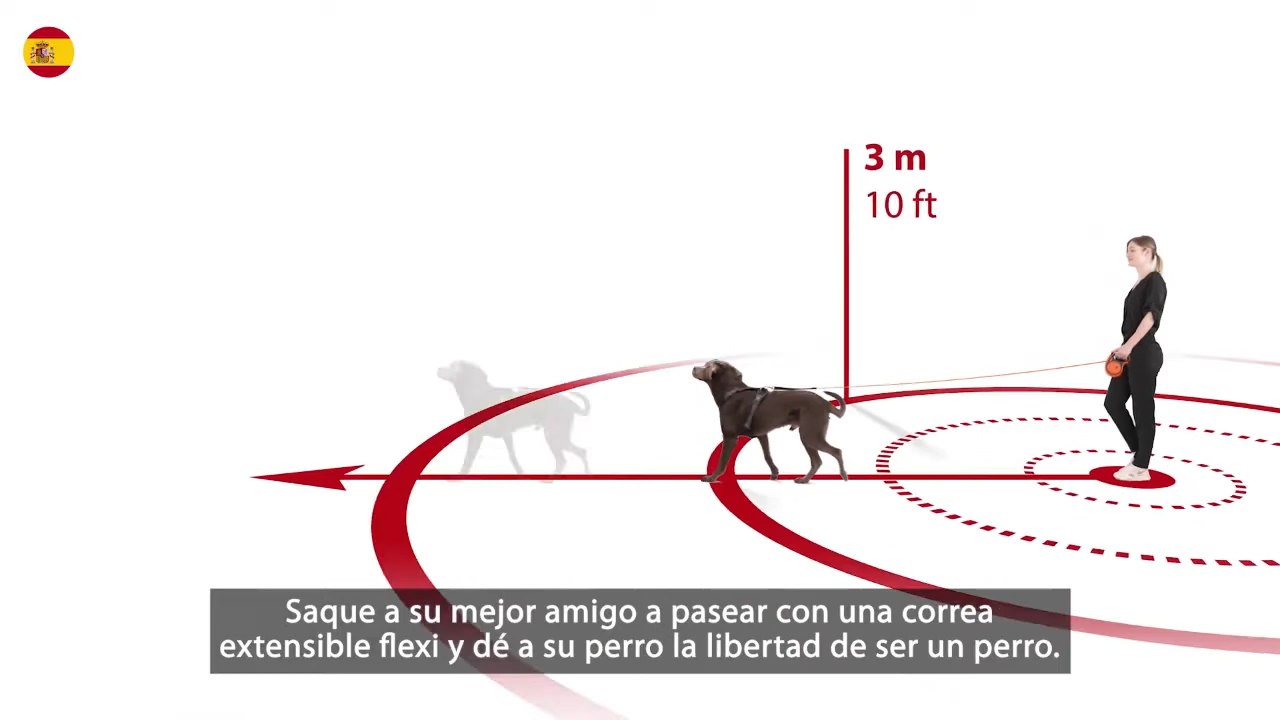 3 m
10 ft
Saque a su mejor amigo a pasear con una correa
extensible flexi y dé a su perro la libertad de ser un perro.